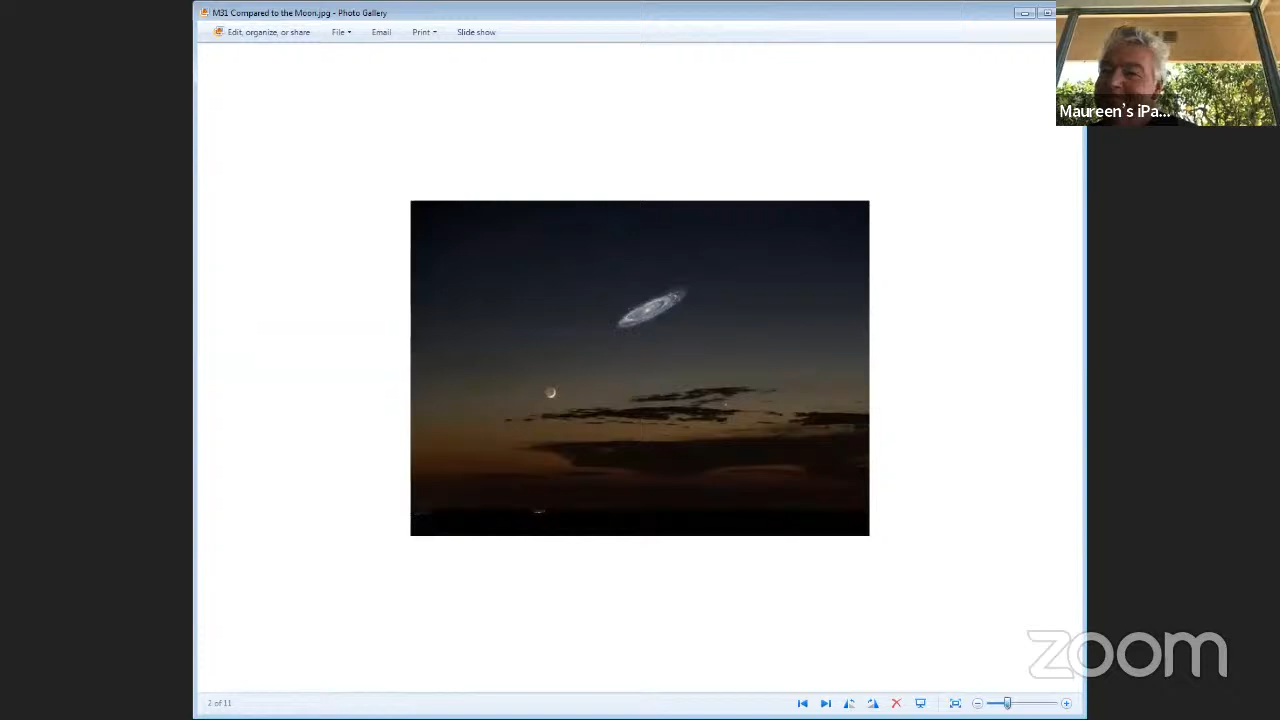 M31 Compared to the Moon.jpg - Photo Gallery
Edit, organize, or share File Email Print Slide show
Maureen's iPa...
zoom
2 of 11